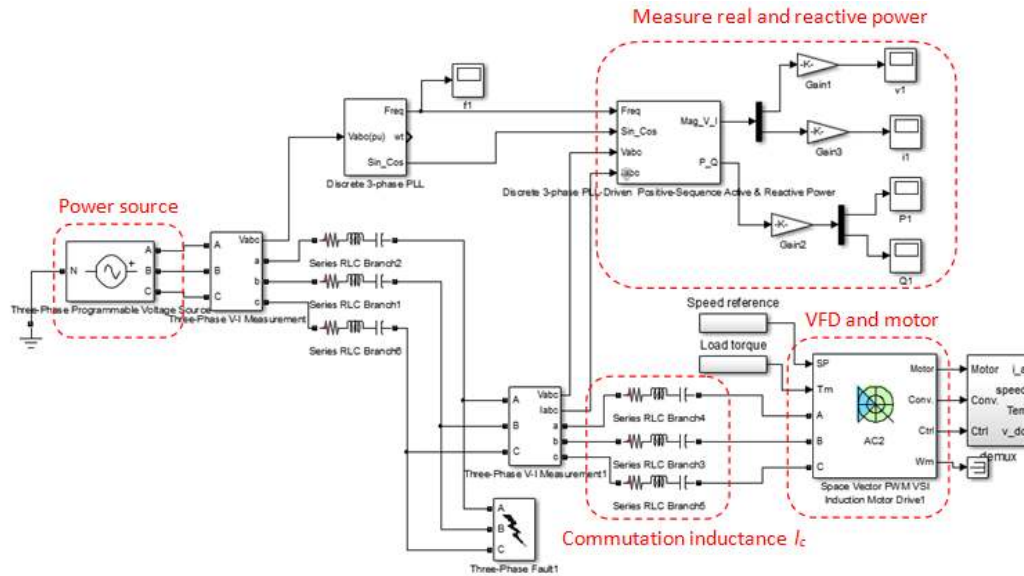 Measure real and reactive power
-K-
Gain1
v1
f1
Freq
Vabc(pu) wt
Sin_Cos
Discrete 3-phase PLL
Freq
Sin_Cos
Vabc
Iabc
Mag_V_I
P_Q
-K-
Gain3
i1
Discrete 3-phase PLL-Driven Positive-Sequence Active & Reactive Power
P1
-K-
Gain2
Q1
Power source
N
A
B
C
+
Three-Phase Programmable Voltage Source
A
B
C
Vabc
a
b
c
Three-Phase V-I Measurement
Series RLC Branch2
Series RLC Branch1
Series RLC Branch6
Speed reference
Load torque
VFD and motor
A
B
C
Vabc
Iabc
a
b
c
Three-Phase V-I Measurement1
Series RLC Branch4
Series RLC Branch3
Series RLC Branch5
SP
Tm
A
B
C
Motor
Conv.
Ctrl
Wm
AC2
Space Vector PWM VSI
Induction Motor Drive1
Motor
Conv.
Ctrl
i_a
speed
Tem
v_dc
demux
Commutation inductance lc
A
B
C
Three-Phase Fault1